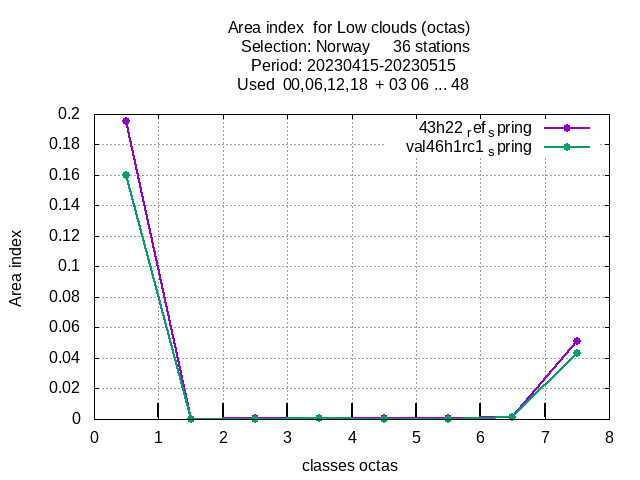 Area index  for Low clouds (octas)
Selection: Norway     36 stations
Period: 20230415-20230515
Used  00,06,12,18  + 03 06 ... 48
43h22 ref spring
val46h1rc1 spring
0.2
0.18
0.16
0.14
0.12
0.1
0.08
0.06
0.04
0.02
0
Area index
0 1 2 3 4 5 6 7 8
classes octas